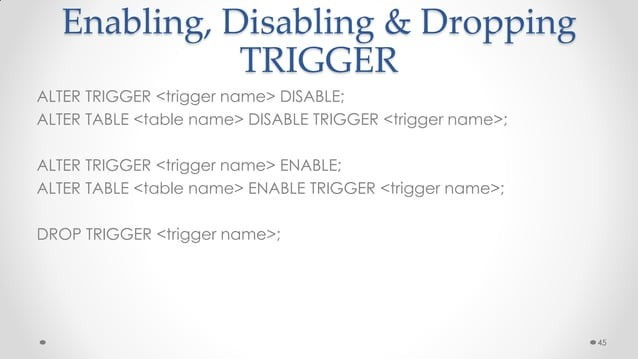 Enabling, Disabling & Dropping
TRIGGER
ALTER TRIGGER <trigger name> DISABLE;
ALTER TABLE <table name> DISABLE TRIGGER <trigger name>;
ALTER TRIGGER <trigger name> ENABLE;
ALTER TABLE <table name> ENABLE TRIGGER <trigger name>;
DROP TRIGGER <trigger name>;
45